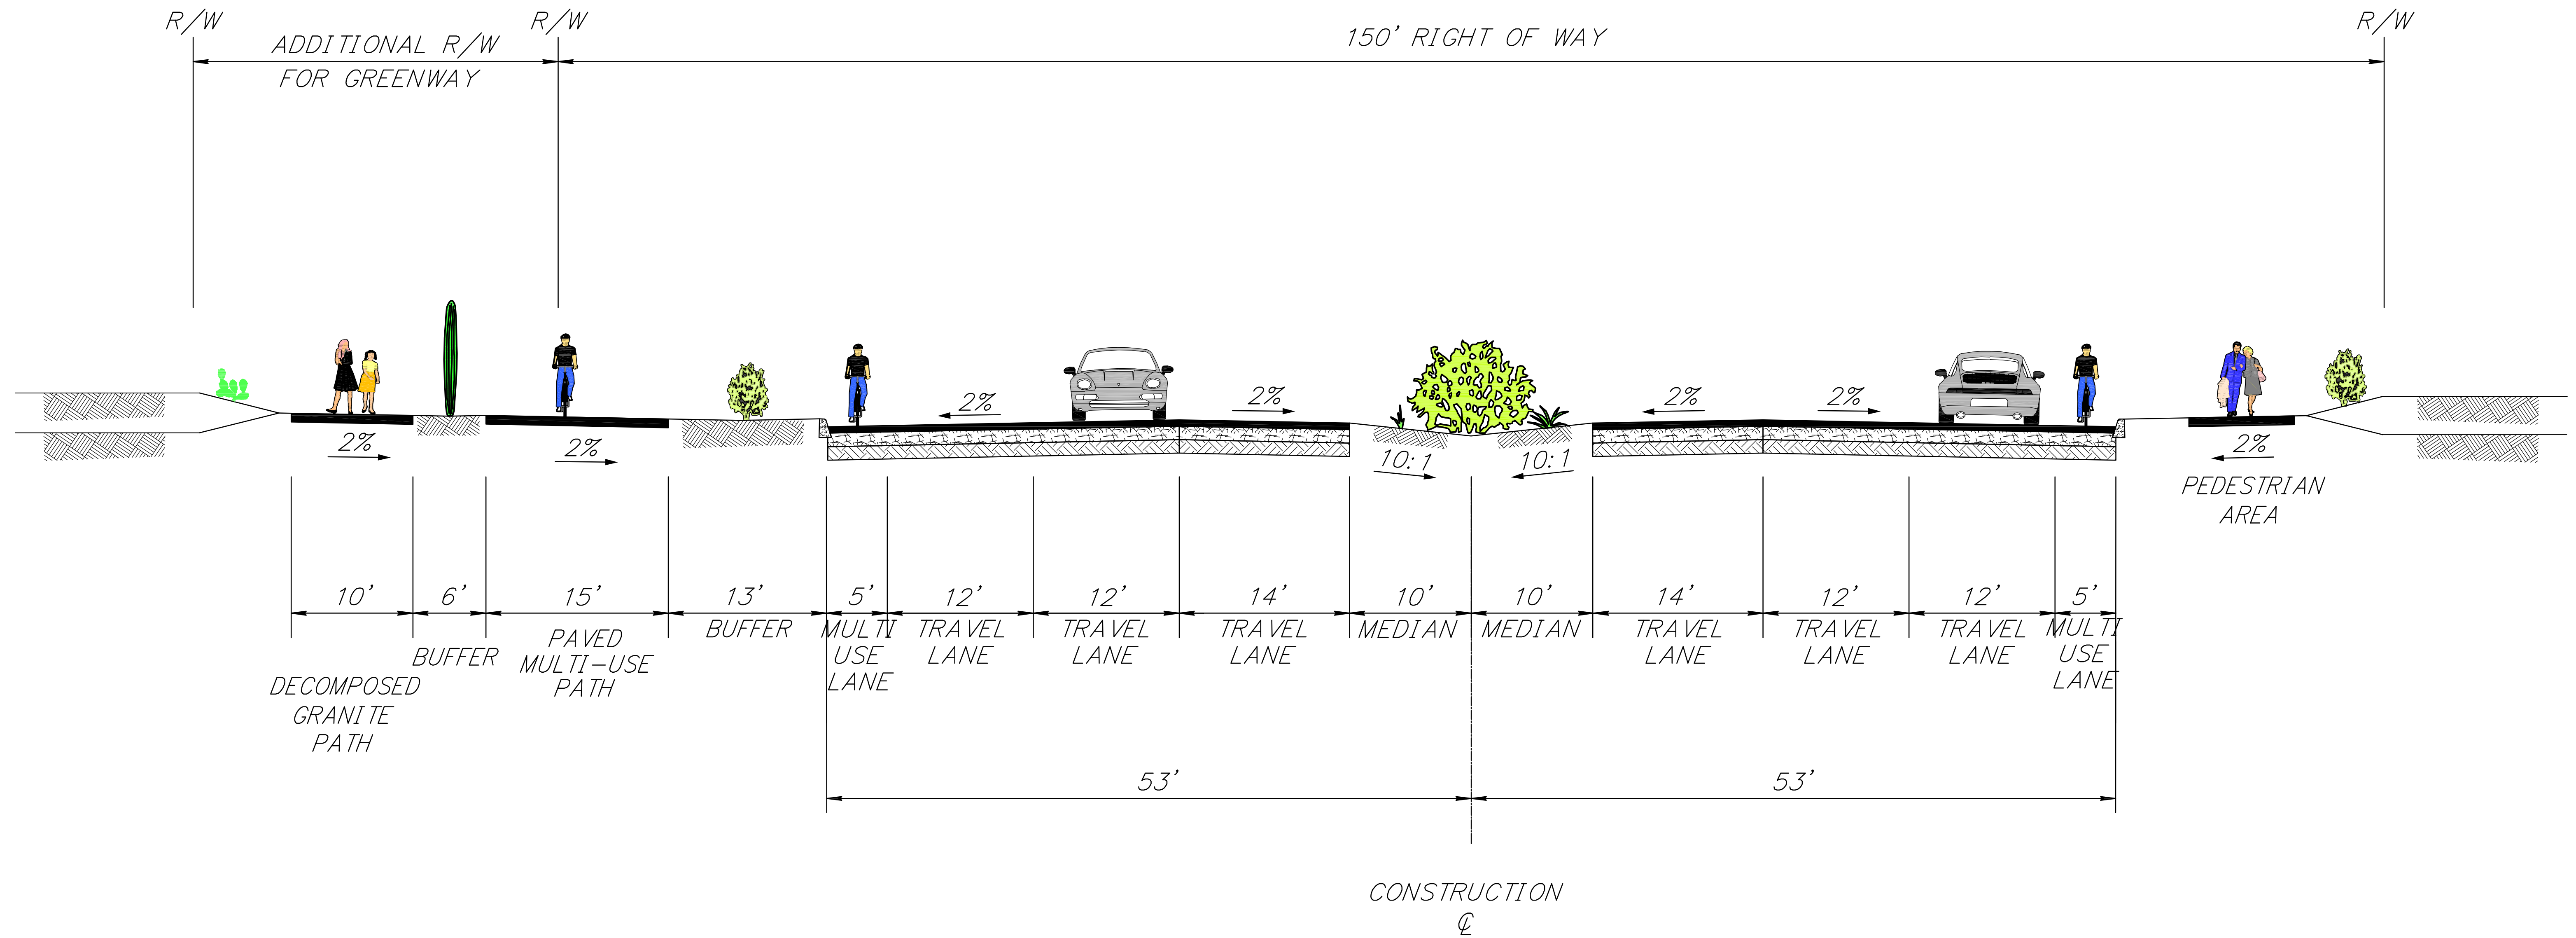 R/W
R/W
R/W
ADDITIONAL R/W
FOR GREENWAY
150' RIGHT OF WAY
2%
2%
2%
2%
2%
2%
10:1
10:1
2%
PEDESTRIAN
AREA
10'
6'
15'
13'
5'
12'
12'
14'
10'
10'
14'
12'
12'
5'
DECOMPOSED
GRANITE
PATH
BUFFER
PAVED
MULTI-USE
PATH
BUFFER
MULTI
USE
LANE
TRAVEL
LANE
TRAVEL
LANE
TRAVEL
LANE
MEDIAN
MEDIAN
TRAVEL
LANE
TRAVEL
LANE
TRAVEL
LANE
MULTI
USE
LANE
53'
53'
CONSTRUCTION
℄